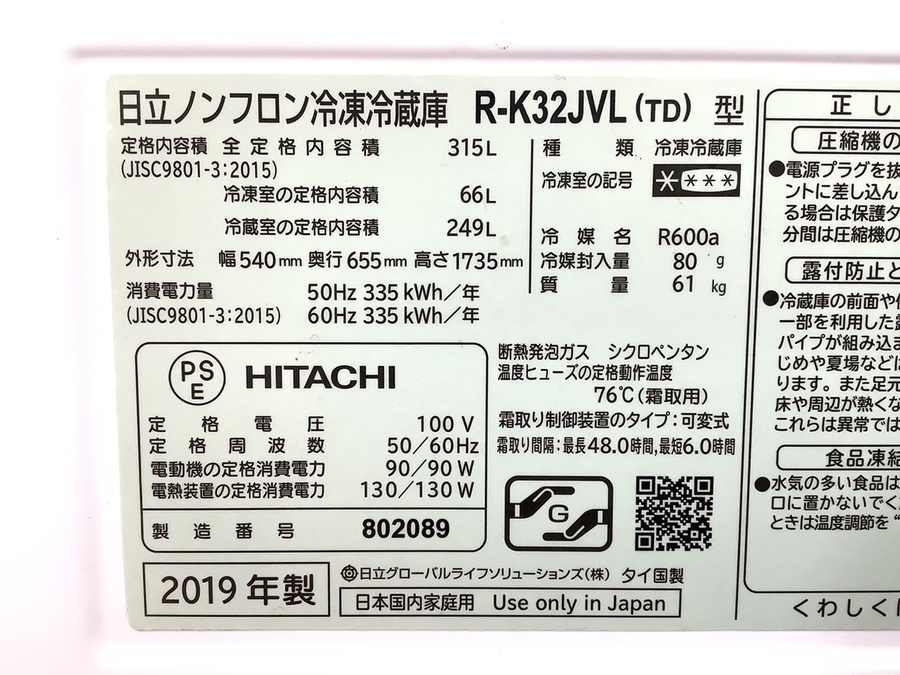 日立ノンフロン冷凍冷蔵庫 R-K32JVL(TD) 型
定格内容積 全定格内容積 315L
(JISC9801-3:2015)
冷凍室の定格内容積 66L
冷蔵室の定格内容積 249L
外形寸法 幅540mm 奥行655mm 高さ1735mm
消費電力量 50Hz 335kWh/年
(JISC9801-3:2015) 60Hz 335kWh/年
種類 冷凍冷蔵庫
冷凍室の記号 ****
冷媒名 R600a
冷媒封入量 80 g
質量 61 kg
PSE HITACHI
定格電圧 100V
定格周波数 50/60Hz
電動機の定格消費電力 90/90W
電熱装置の定格消費電力 130/130W
製造番号 802089
断熱発泡ガス シクロペンタン
温度ヒューズの定格動作温度
76℃(霜取用)
霜取り制御装置のタイプ:可変式
霜取り間隔:最長48.0時間,最短6.0時間
G
2019年製
日立グローバルライフソリューションズ(株) タイ国製
日本国内家庭用 Use only in Japan
正し
圧縮機の
●電源プラグを抜
ントに差し込ん
る場合は保護タ
分間は圧縮機の
露付防止と
●冷蔵庫の前面や
一部を利用した
パイプが組み込ま
じめや夏場などは
ります。また足元
床や周辺が熱くな
これらは異常では
食品凍結
●水気の多い食品は
口に置かないでく
ときは温度調節を“
くわしくは